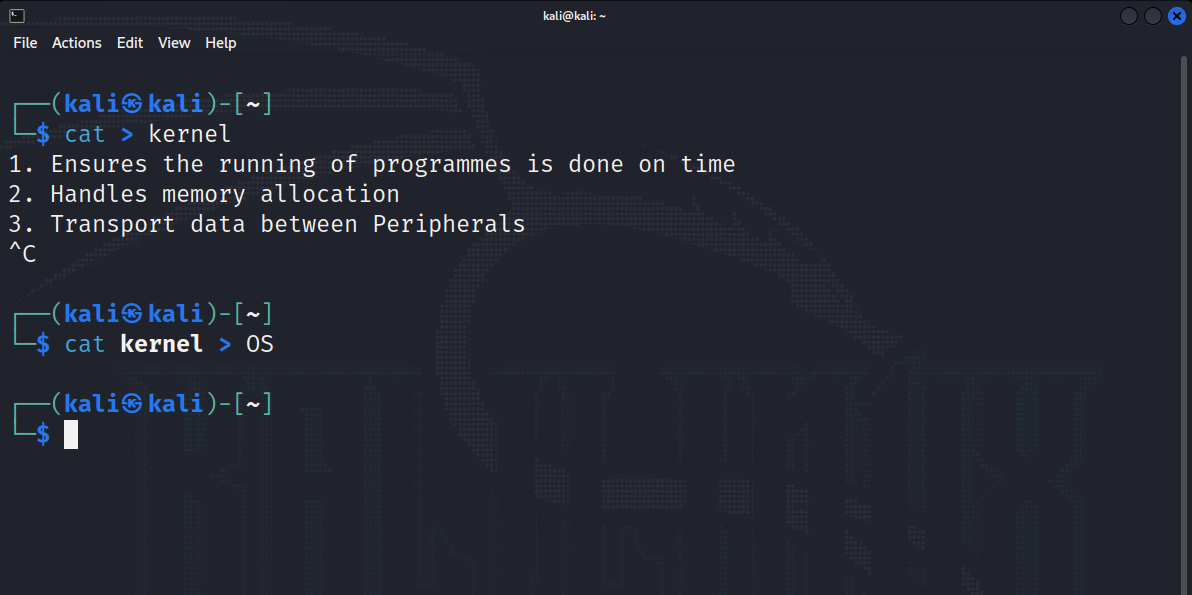 kali@kali: ~
File Actions Edit View Help
┌──(kali㉿kali)-[~]
└─$ cat > kernel
1. Ensures the running of programmes is done on time
2. Handles memory allocation
3. Transport data between Peripherals
^C
┌──(kali㉿kali)-[~]
└─$ cat kernel > OS
┌──(kali㉿kali)-[~]
└─$